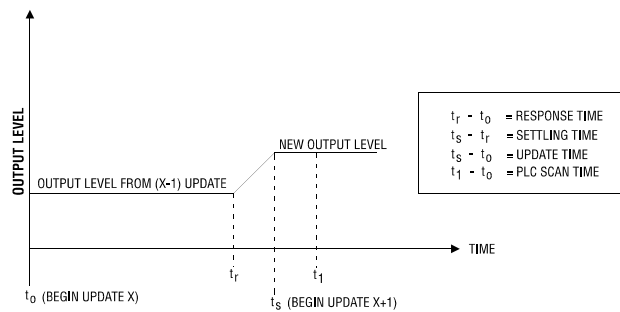 OUTPUT LEVEL
OUTPUT LEVEL FROM (X-1) UPDATE
NEW OUTPUT LEVEL
TIME
tr
t1
to (BEGIN UPDATE X)
ts (BEGIN UPDATE X+1)
tr - to = RESPONSE TIME
ts - tr = SETTLING TIME
ts - to = UPDATE TIME
t1 - to = PLC SCAN TIME